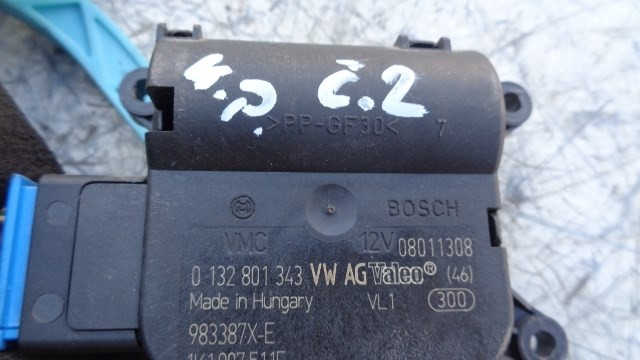 č.2
>PP-GF30< 7
BOSCH
VMC 12V 08011308
0 132 801 343 VW AG Valeo® (46)
Made in Hungary VL1 300
983387X-E